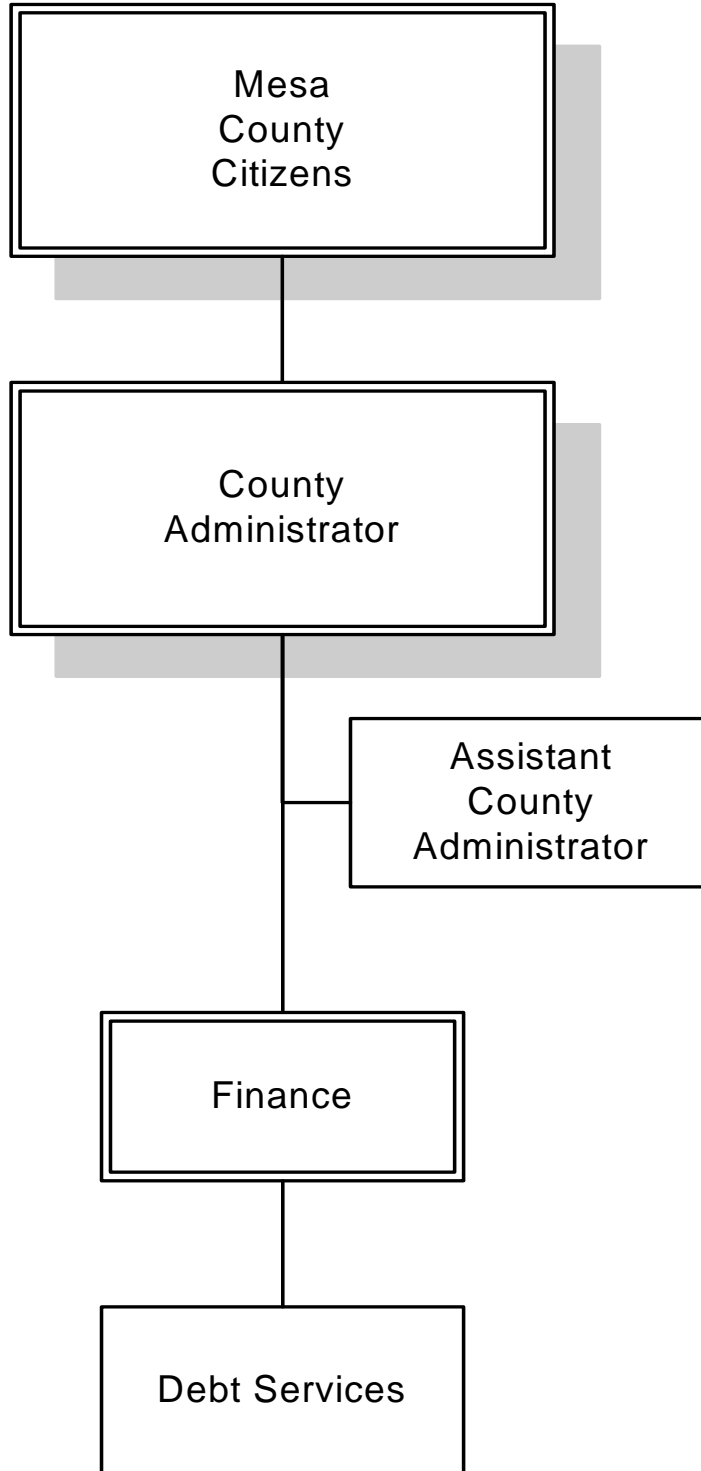 Mesa
County
Citizens
County
Administrator
Assistant
County
Administrator
Finance
Debt Services